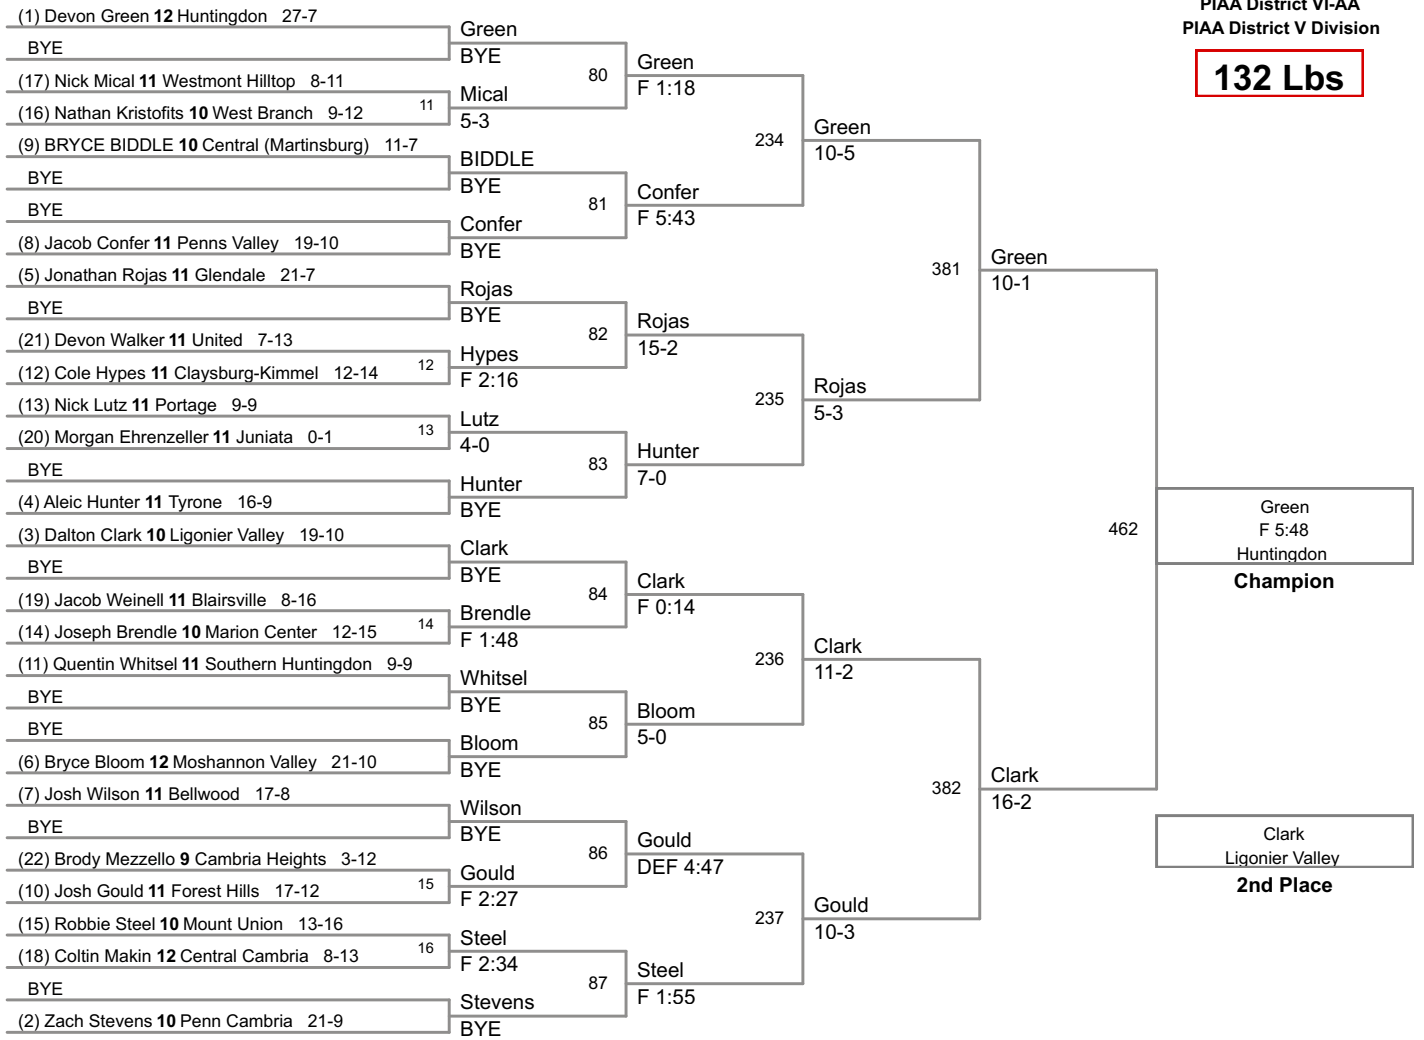 PIAA District VI-AA
PIAA District V Division
132 Lbs
(1) Devon Green 12 Huntingdon 27-7
BYE
(17) Nick Mical 11 Westmont Hilltop 8-11
(16) Nathan Kristofits 10 West Branch 9-12
(9) BRYCE BIDDLE 10 Central (Martinsburg) 11-7
BYE
BYE
(8) Jacob Confer 11 Penns Valley 19-10
(5) Jonathan Rojas 11 Glendale 21-7
BYE
(21) Devon Walker 11 United 7-13
(12) Cole Hypes 11 Claysburg-Kimmel 12-14
(13) Nick Lutz 11 Portage 9-9
(20) Morgan Ehrenzeller 11 Juniata 0-1
BYE
(4) Aleic Hunter 11 Tyrone 16-9
(3) Dalton Clark 10 Ligonier Valley 19-10
BYE
(19) Jacob Weinell 11 Blairsville 8-16
(14) Joseph Brendle 10 Marion Center 12-15
(11) Quentin Whitsel 11 Southern Huntingdon 9-9
BYE
BYE
(6) Bryce Bloom 12 Moshannon Valley 21-10
(7) Josh Wilson 11 Bellwood 17-8
BYE
(22) Brody Mezzello 9 Cambria Heights 3-12
(10) Josh Gould 11 Forest Hills 17-12
(15) Robbie Steel 10 Mount Union 13-16
(18) Coltin Makin 12 Central Cambria 8-13
BYE
(2) Zach Stevens 10 Penn Cambria 21-9
11
12
13
14
15
16
Green
BYE
Mical
5-3
BIDDLE
BYE
Confer
BYE
Rojas
BYE
Hypes
F 2:16
Lutz
4-0
Hunter
BYE
Clark
BYE
Brendle
F 1:48
Whitsel
BYE
Bloom
BYE
Wilson
BYE
Gould
F 2:27
Steel
F 2:34
Stevens
BYE
80
81
82
83
84
85
86
87
Green
F 1:18
Confer
F 5:43
Rojas
15-2
Hunter
7-0
Clark
F 0:14
Bloom
5-0
Gould
DEF 4:47
Steel
F 1:55
234
235
236
237
Green
10-5
Rojas
5-3
Clark
11-2
Gould
10-3
381
382
Green
10-1
Clark
16-2
462
Green
F 5:48
Huntingdon
Champion
Clark
Ligonier Valley
2nd Place